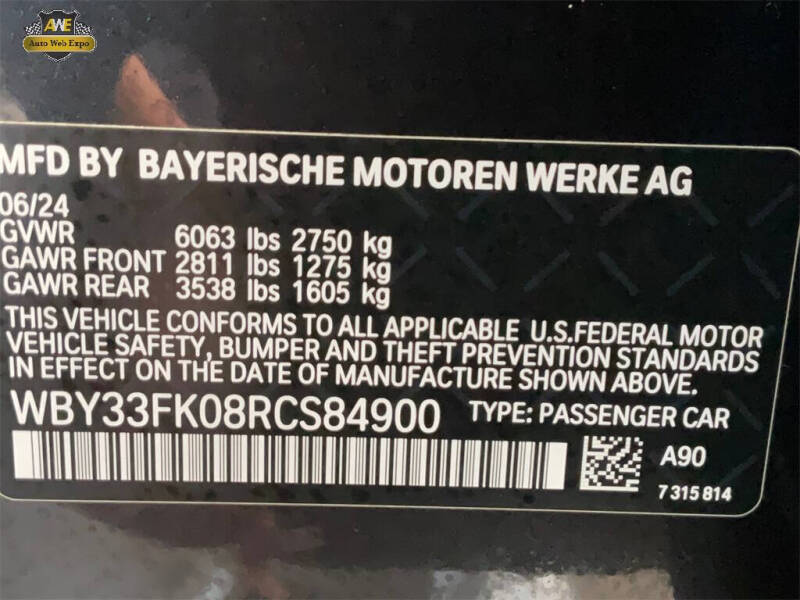 AWE
Auto Web Expo
MFD BY BAYERISCHE MOTOREN WERKE AG
06/24
GVWR 6063 lbs 2750 kg
GAWR FRONT 2811 lbs 1275 kg
GAWR REAR 3538 lbs 1605 kg
THIS VEHICLE CONFORMS TO ALL APPLICABLE U.S.FEDERAL MOTOR
VEHICLE SAFETY, BUMPER AND THEFT PREVENTION STANDARDS
IN EFFECT ON THE DATE OF MANUFACTURE SHOWN ABOVE.
WBY33FK08RCS84900 TYPE: PASSENGER CAR
A90
7315814